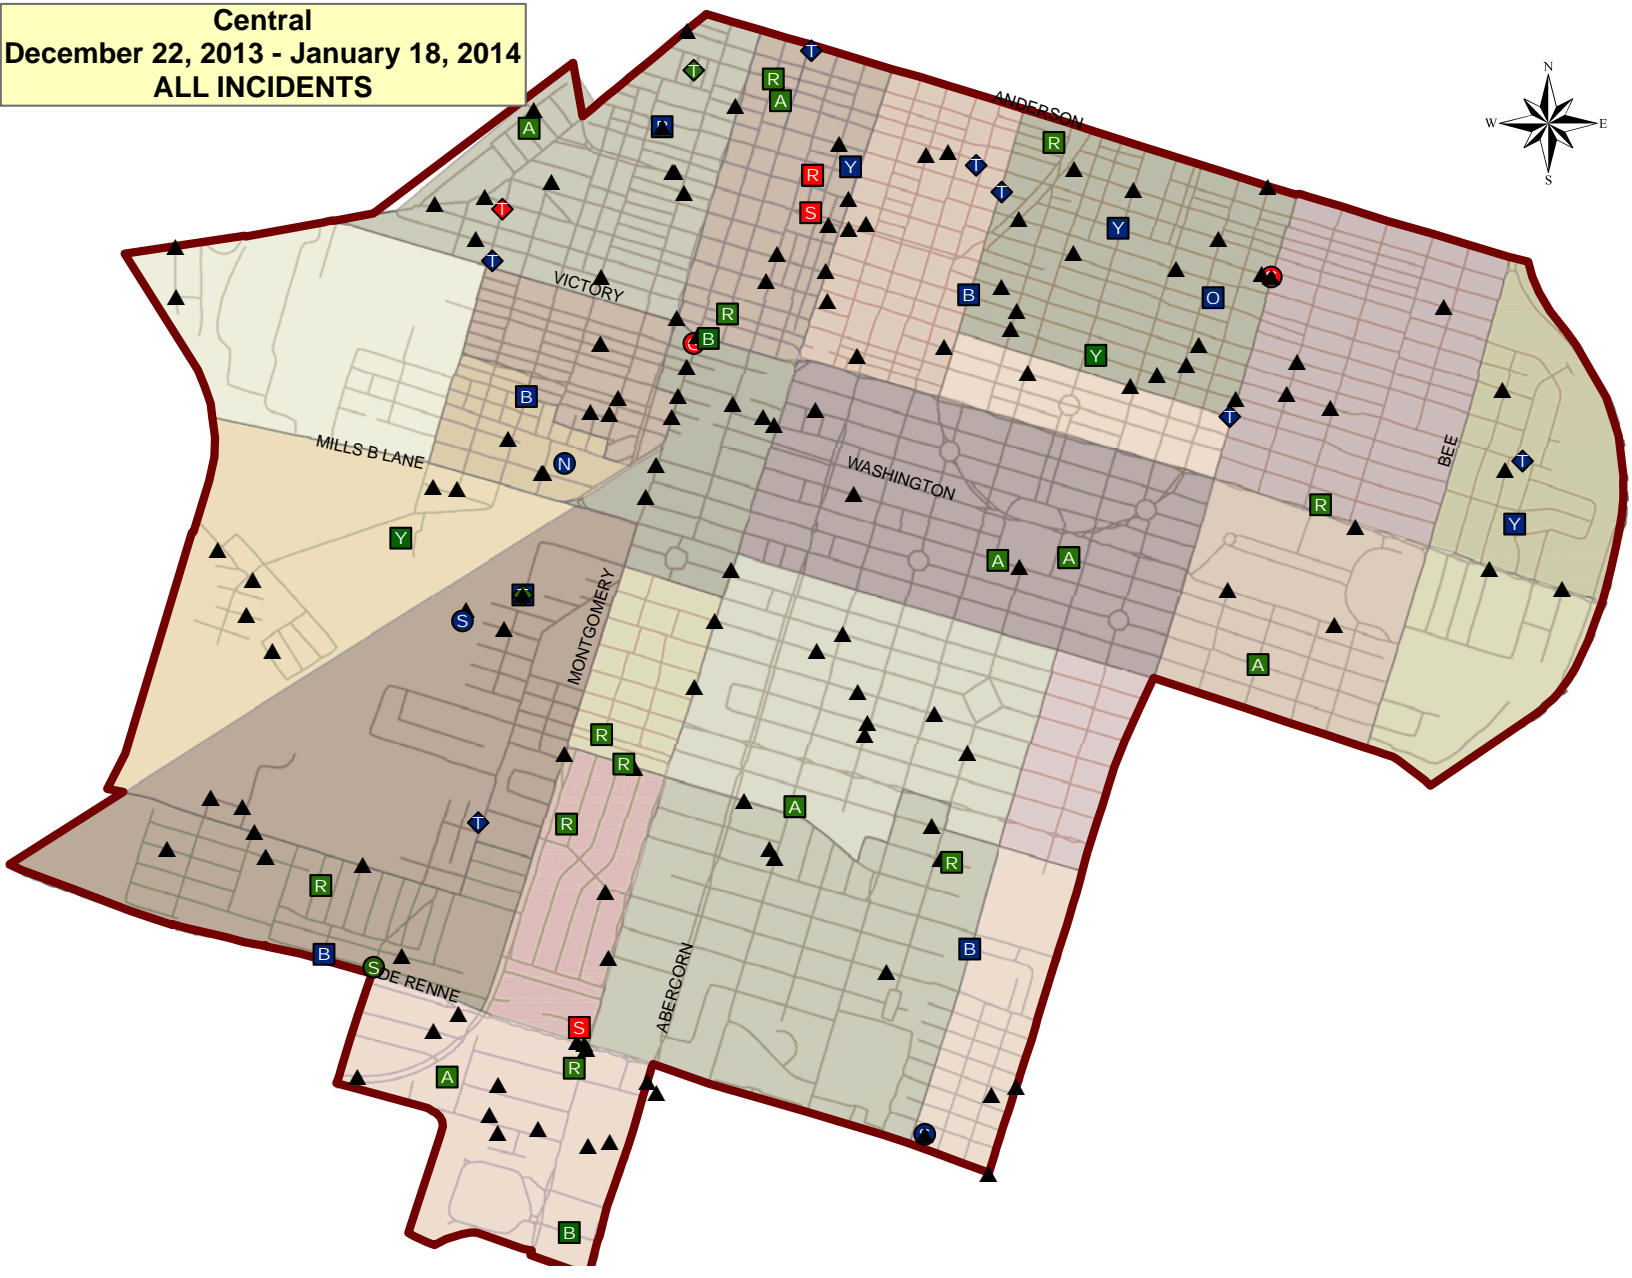 Central
December 22, 2013 - January 18, 2014
ALL INCIDENTS
N
W E
S
T
T
R
A
ANDERSON
A
B
R
Y
T
R
T
T
S
Y
T
VICTORY
B
O
R
B
Y
B
T
MILLS B LANE
N
WASHINGTON
BEE
T
R
Y
Y
A
A
MONTGOMERY
S
A
R
R
A
T
R
R
R
B
B
S
DE RENNE
ABERCORN
S
R
A
B